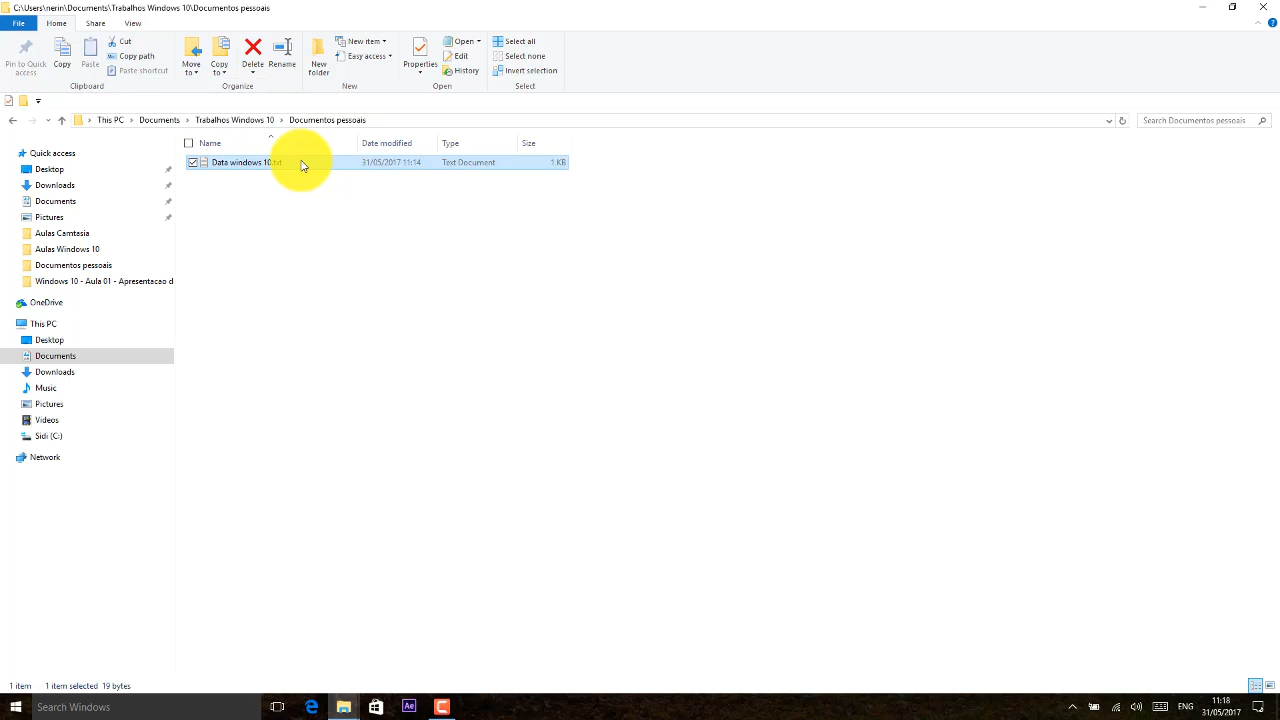 C:\Users\nerin\Documents\Trabalhos Windows 10\Documentos pessoais
File Home Share View
Pin to Quick access
Copy
Paste
Cut
Copy path
Paste shortcut
Move to
Copy to
Delete
Rename
New folder
New item
Easy access
Properties
Open
Edit
History
Select all
Select none
Invert selection
Clipboard Organize New Open Select
This PC Documents Trabalhos Windows 10 Documentos pessoais
Search Documentos pessoais
Name Date modified Type Size
Data windows 10.txt 31/05/2017 11:14 Text Document 1 KB
Quick access
Desktop
Downloads
Documents
Pictures
Aulas Camtasia
Aulas Windows 10
Documentos pessoais
Windows 10 - Aula 01 - Apresentacao d
OneDrive
This PC
Desktop
Documents
Downloads
Music
Pictures
Videos
Sidi (C:)
Network
1 item 1 item selected 19 bytes
Search Windows
Ae
ENG
11:18
31/05/2017